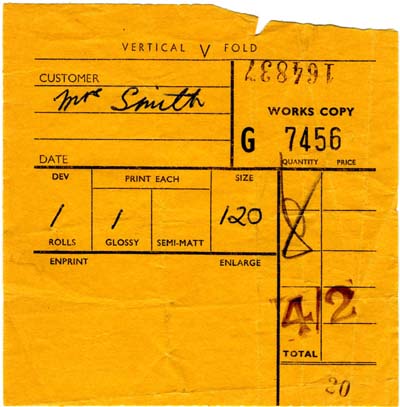 VERTICAL V FOLD
164837
CUSTOMER
Mrs Smith
WORKS COPY
G 7456
DATE
QUANTITY PRICE
DEV PRINT EACH SIZE
1 1 120
8
ROLLS GLOSSY SEMI-MATT
ENPRINT ENLARGE
4/2
TOTAL
20